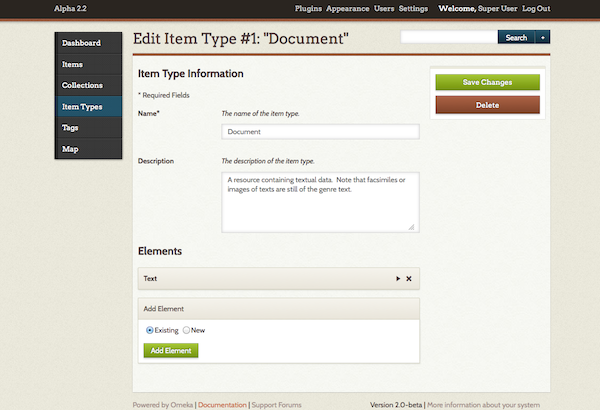 Alpha 2.2
Plugins Appearance Users Settings Welcome, Super User Log Out
Dashboard
Items
Collections
Item Types
Tags
Map
Edit Item Type #1: "Document"
Search +
Item Type Information
* Required Fields
Name*
The name of the item type.
Document
Description
The description of the item type.
A resource containing textual data. Note that facsimiles or
images of texts are still of the genre text.
Elements
Text
Add Element
Existing New
Add Element
Save Changes
Delete
Powered by Omeka | Documentation | Support Forums
Version 2.0-beta | More information about your system